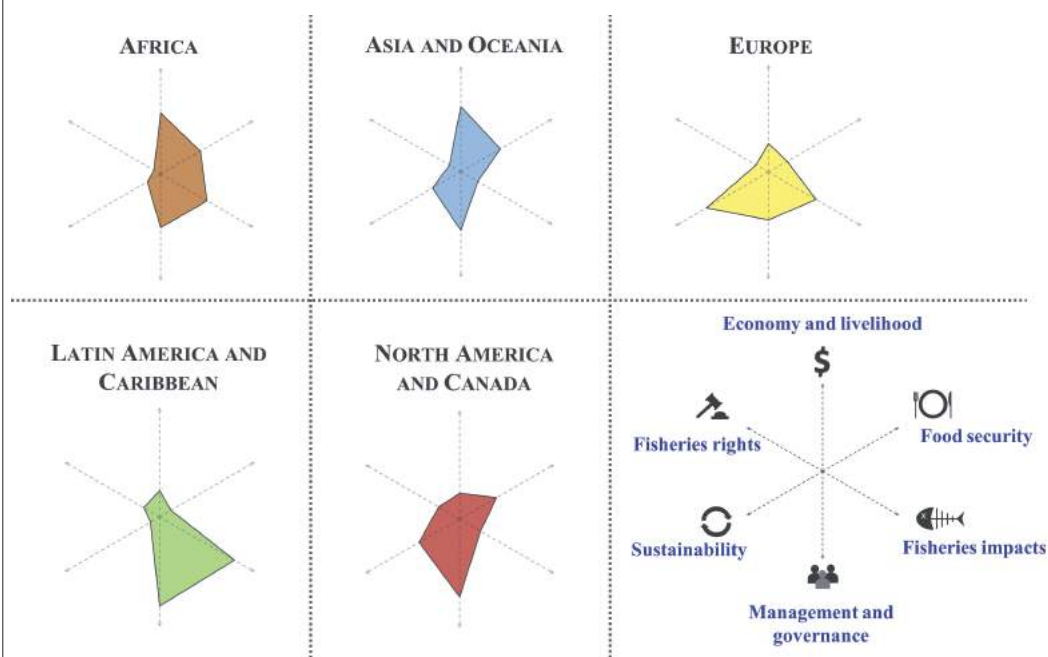 AFRICA
ASIA AND OCEANIA
EUROPE
LATIN AMERICA AND
CARIBBEAN
NORTH AMERICA
AND CANADA
Economy and livelihood
$
Fisheries rights
Food security
Sustainability
Fisheries impacts
Management and
governance